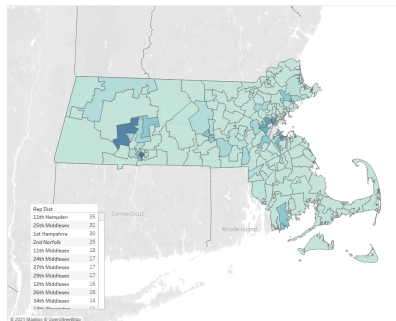 Rep Dist
11th Hampden 35
25th Middlesex 31
1st Hampshire 30
2nd Norfolk 25
11th Middlesex 18
24th Middlesex 17
27th Middlesex 17
29th Middlesex 17
12th Middlesex 16
26th Middlesex 16
34th Middlesex 14
Connecticut
Rhode Island
© 2021 Mapbox © OpenStreetMap